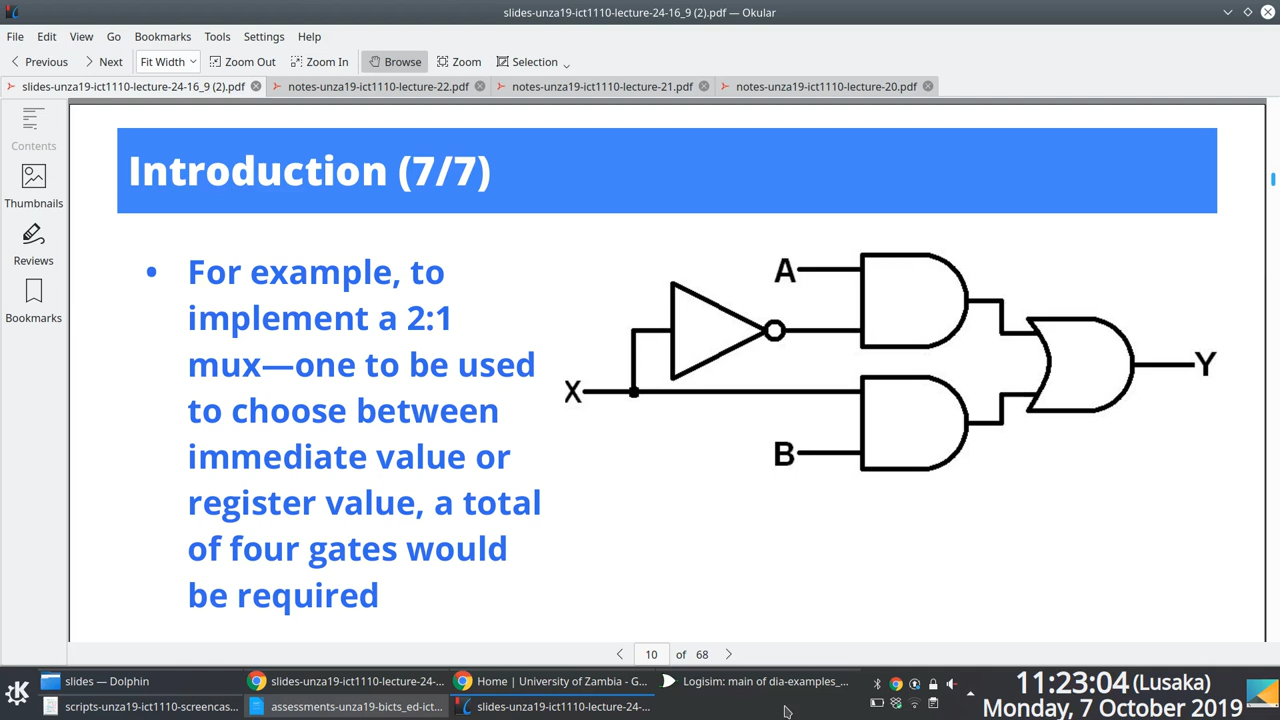 slides-unza19-ict1110-lecture-24-16_9 (2).pdf — Okular
File Edit View Go Bookmarks Tools Settings Help
Previous Next Fit Width Zoom Out Zoom In Browse Zoom Selection
slides-unza19-ict1110-lecture-24-16_9 (2).pdf notes-unza19-ict1110-lecture-22.pdf notes-unza19-ict1110-lecture-21.pdf notes-unza19-ict1110-lecture-20.pdf
Contents
Thumbnails
Reviews
Bookmarks
Introduction (7/7)
• For example, to
implement a 2:1
mux—one to be used
to choose between
immediate value or
register value, a total
of four gates would
be required
A
X
B
Y
10 of 68
slides — Dolphin
slides-unza19-ict1110-lecture-24-...
Home | University of Zambia - G...
Logisim: main of dia-examples_...
scripts-unza19-ict1110-screencas...
assessments-unza19-bicts_ed-ict...
slides-unza19-ict1110-lecture-24-...
11:23:04 (Lusaka)
Monday, 7 October 2019